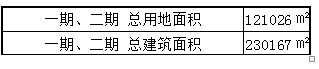 一期、二期 总用地面积 121026 m²
一期、二期 总建筑面积 230167 m²